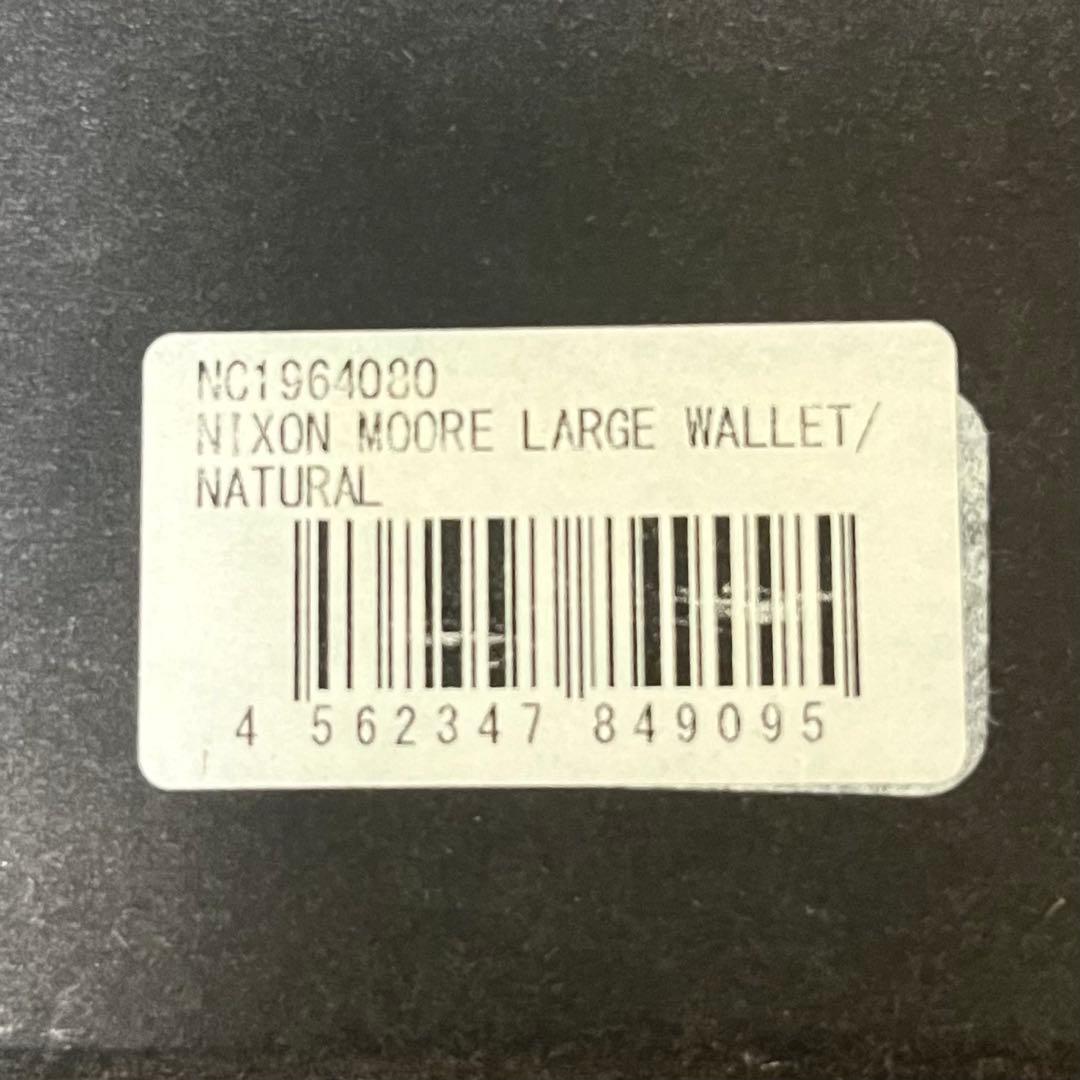 NC1964080
NIXON MOORE LARGE WALLET/
NATURAL
4 562347 849095